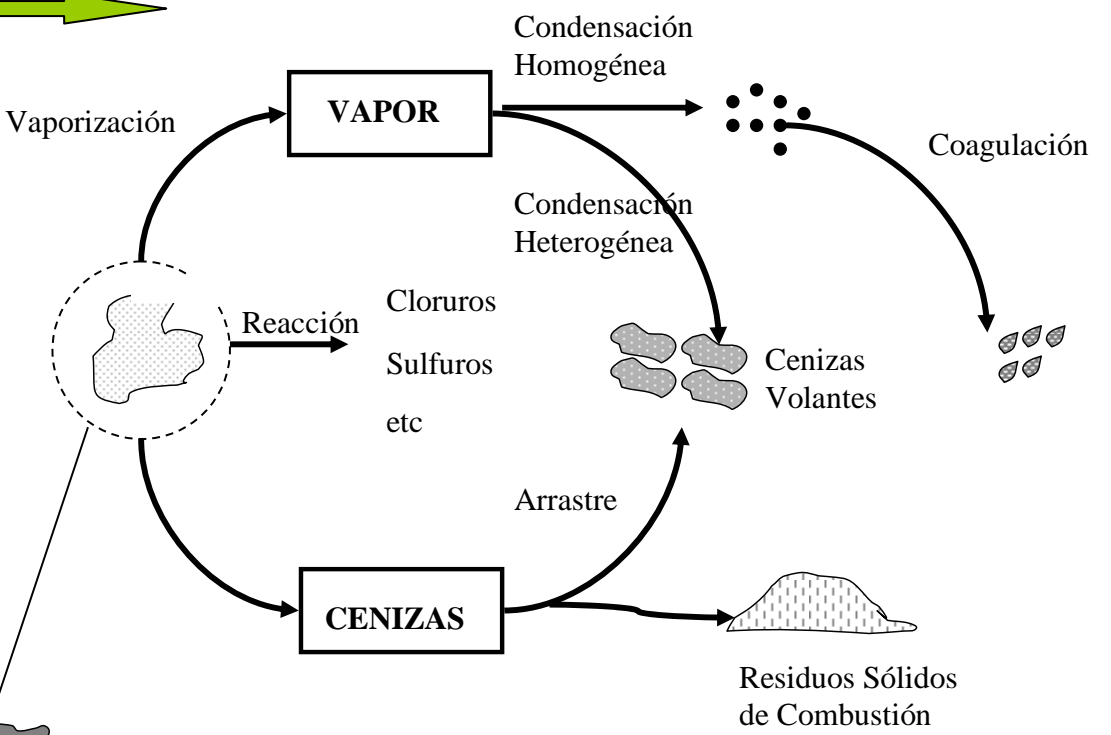 Condensación
Homogénea
VAPOR
Vaporización
Coagulación
Condensación
Heterogénea
Cloruros
Reacción
Sulfuros
Cenizas
Volantes
etc
Arrastre
CENIZAS
Residuos Sólidos
de Combustión